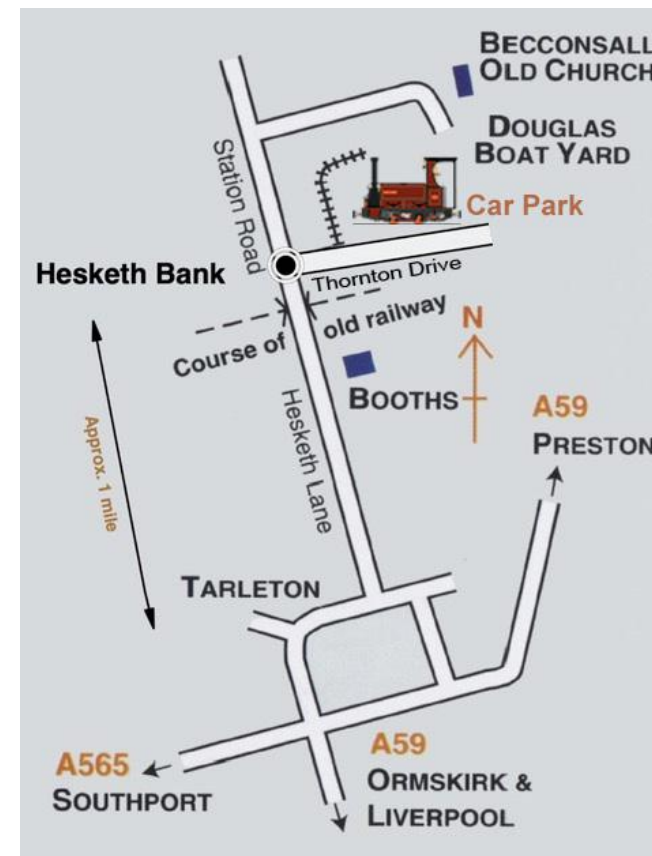 BECCONSALL
OLD CHURCH
DOUGLAS
BOAT YARD
Station Road
Car Park
Hesketh Bank
Thornton Drive
Course of old railway
N
BOOTHS
A59
PRESTON
Approx. 1 mile
Hesketh Lane
TARLETON
A565
SOUTHPORT
A59
ORMSKIRK &
LIVERPOOL